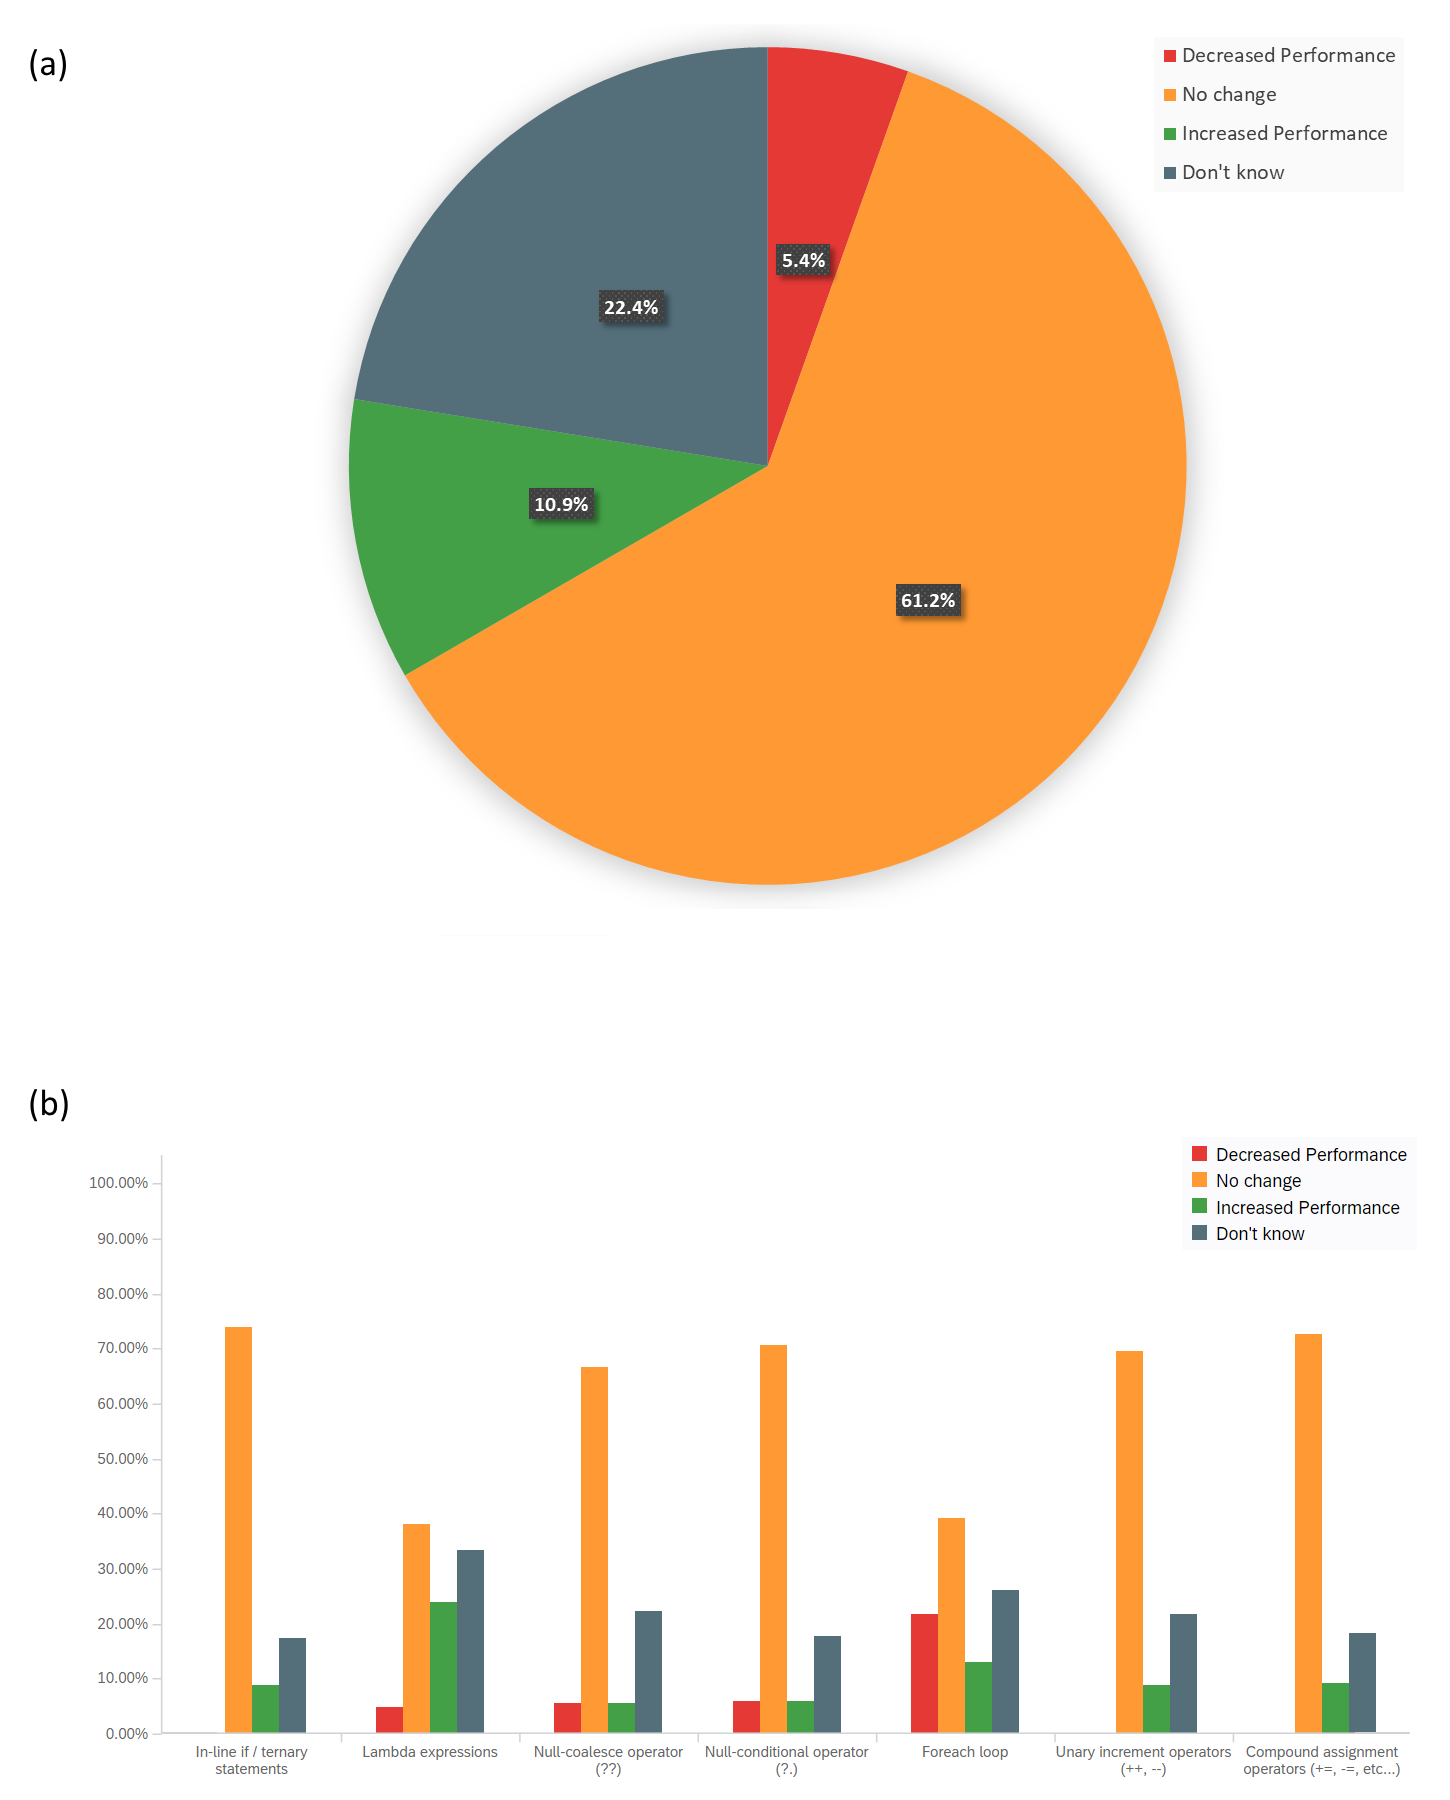 (a)
Decreased Performance
No change
Increased Performance
Don't know
5.4%
22.4%
10.9%
61.2%
(b)
Decreased Performance
No change
Increased Performance
Don't know
100.00%
90.00%
80.00%
70.00%
60.00%
50.00%
40.00%
30.00%
20.00%
10.00%
0.00%
In-line if / ternary
statements
Lambda expressions
Null-coalesce operator
(??)
Null-conditional operator
(?.)
Foreach loop
Unary increment operators
(++, --)
Compound assignment
operators (+=, -=, etc...)